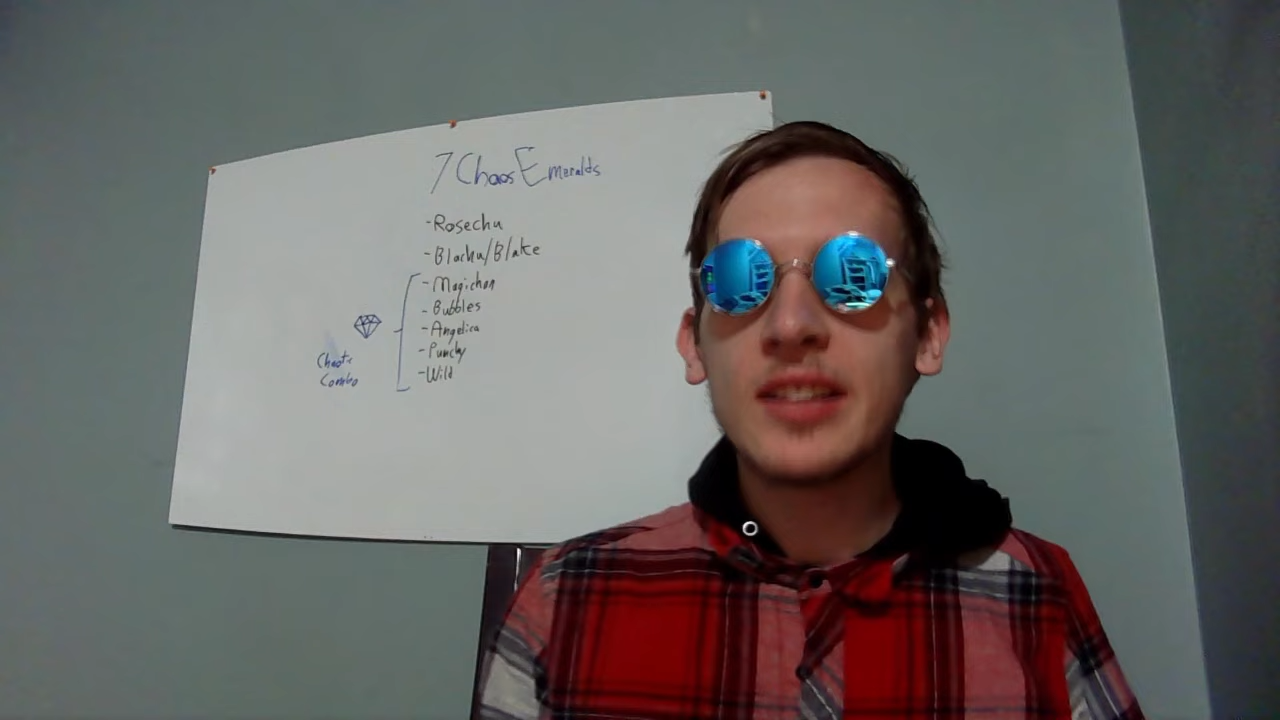 7 Chaos Emeralds
-Rosechu
-Blachu/Blake
-Magichan
-Bubbles
-Angelica
-Punchy
-Wild
Chaotic
Combo